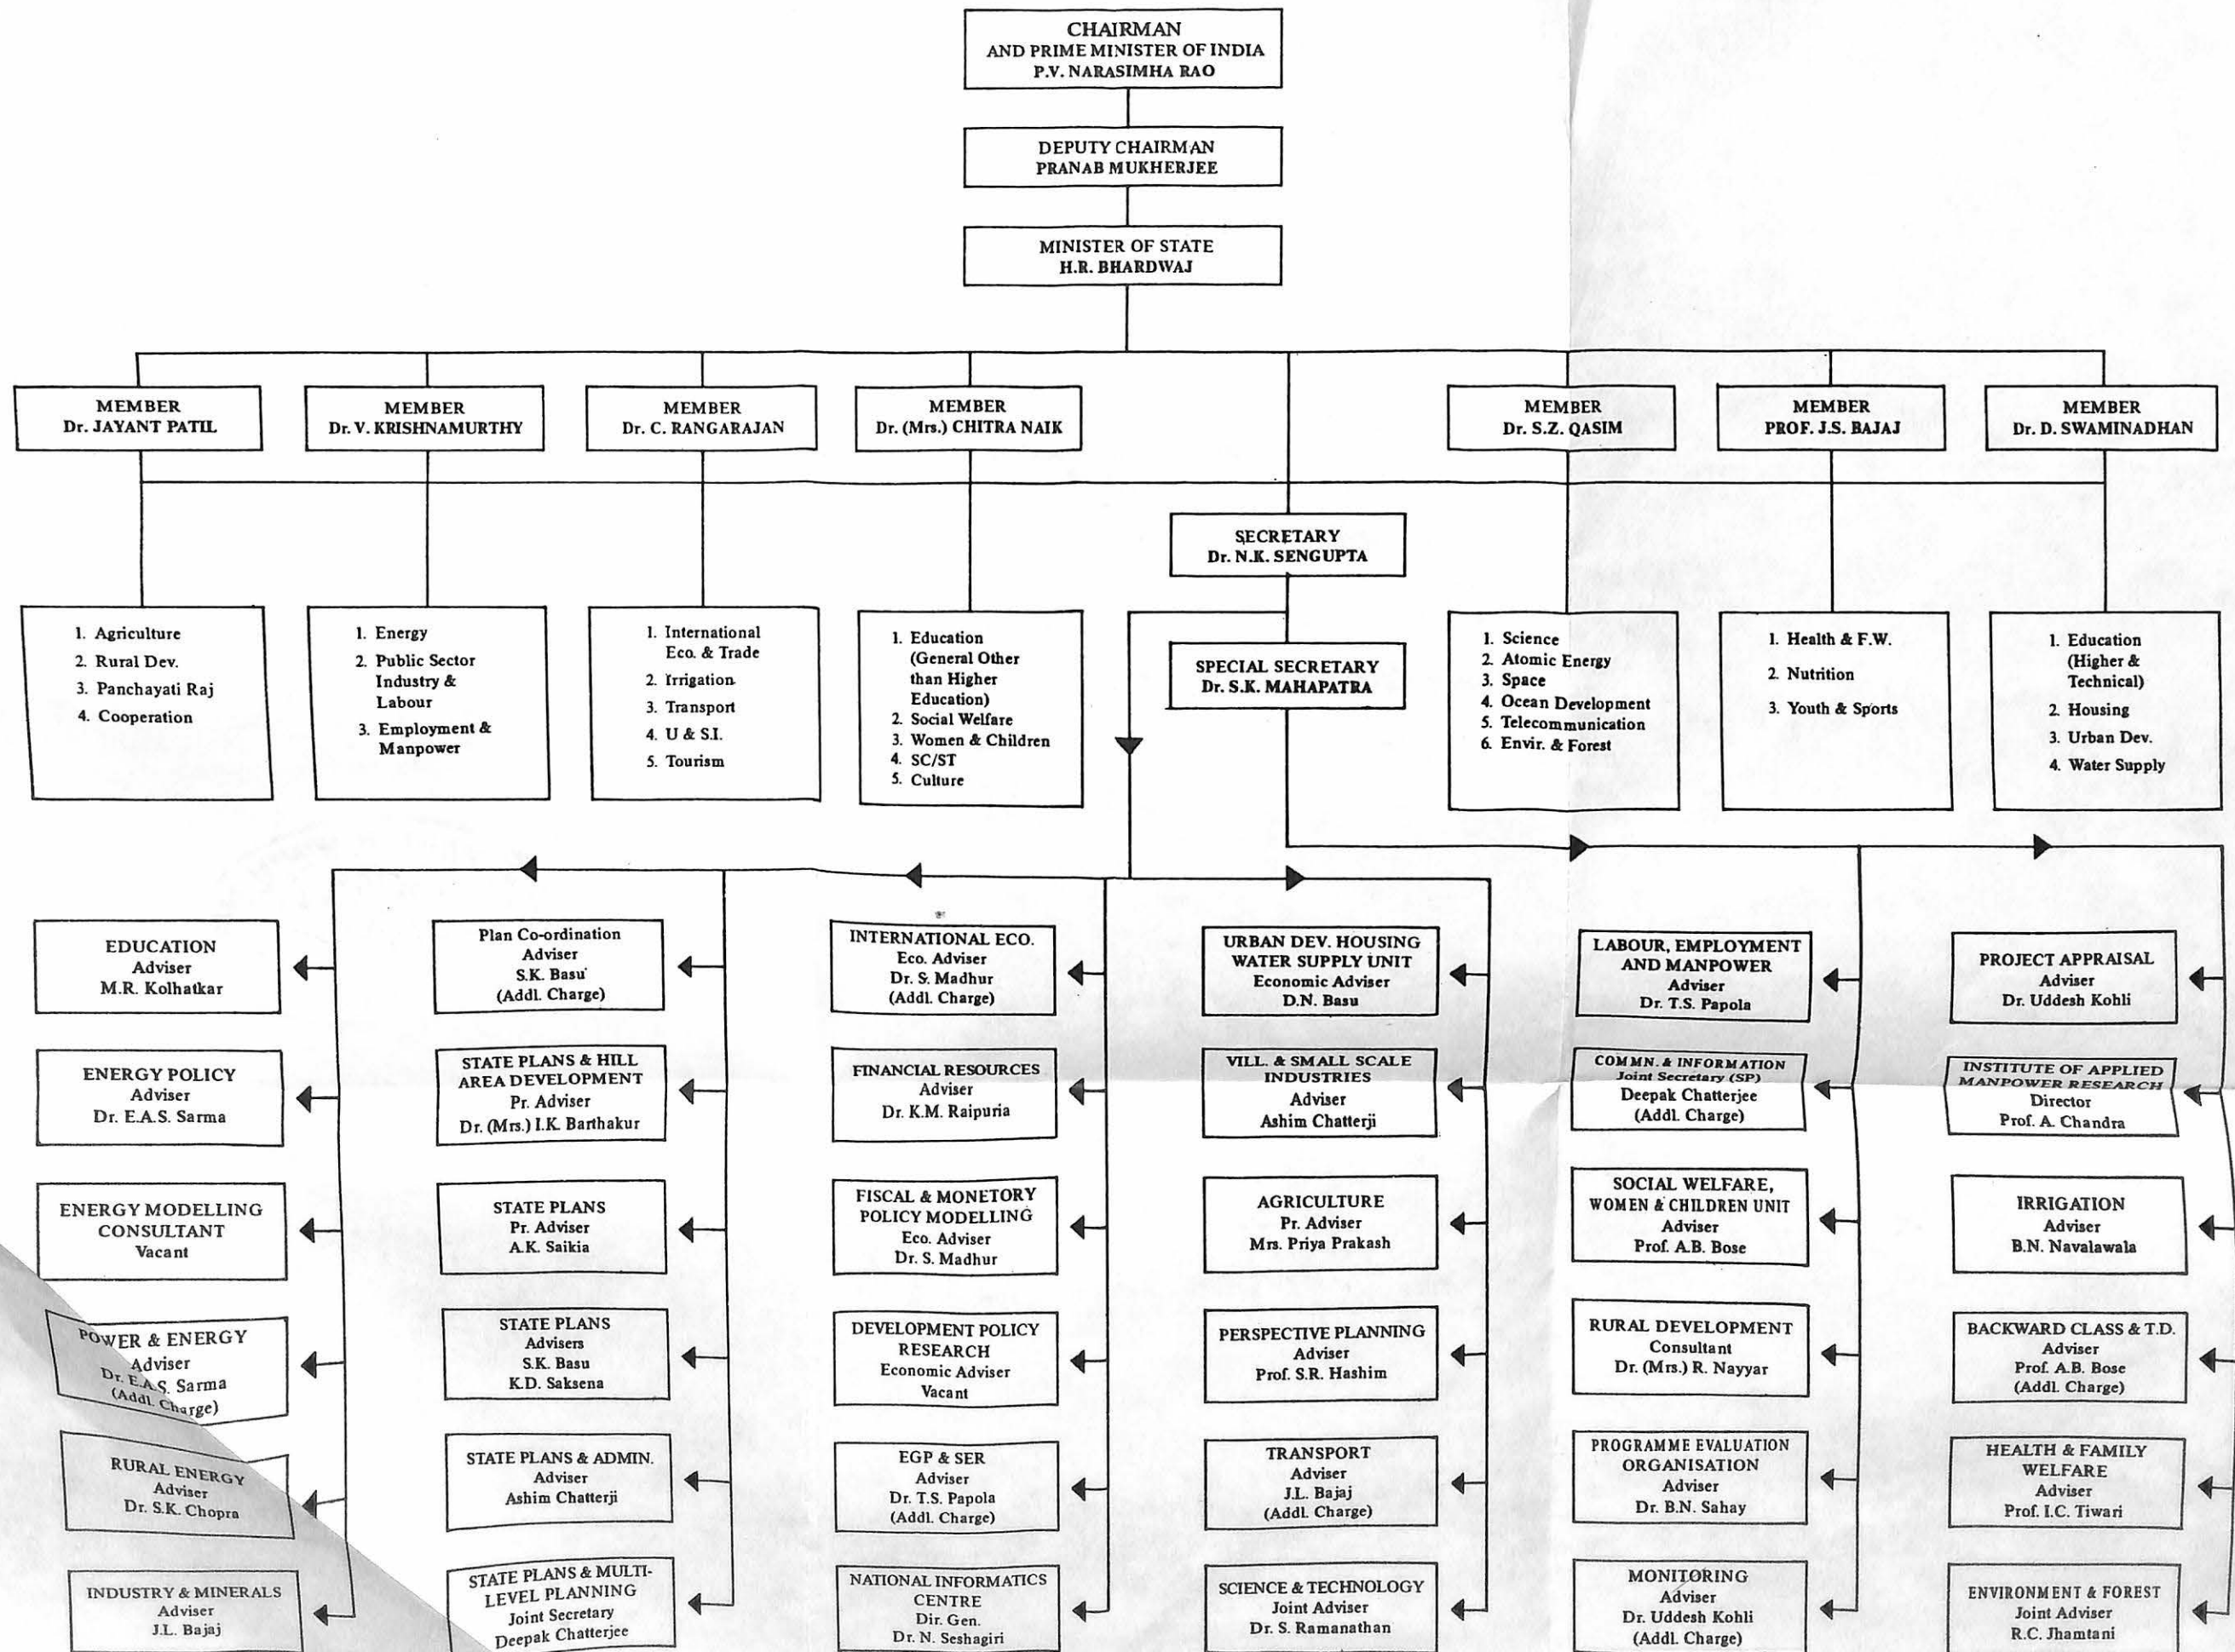 CHAIRMAN
AND PRIME MINISTER OF INDIA
P.V. NARASIMHA RAO
DEPUTY CHAIRMAN
PRANAB MUKHERJEE
MINISTER OF STATE
H.R. BHARDWAJ
MEMBER
Dr. JAYANT PATIL
MEMBER
Dr. V. KRISHNAMURTHY
MEMBER
Dr. C. RANGARAJAN
MEMBER
Dr. (Mrs.) CHITRA NAIK
MEMBER
Dr. S.Z. QASIM
MEMBER
PROF. J.S. BAJAJ
MEMBER
Dr. D. SWAMINADHAN
SECRETARY
Dr. N.K. SENGUPTA
SPECIAL SECRETARY
Dr. S.K. MAHAPATRA
1. Agriculture
2. Rural Dev.
3. Panchayati Raj
4. Cooperation
1. Energy
2. Public Sector
Industry &
Labour
3. Employment &
Manpower
1. International
Eco. & Trade
2. Irrigation
3. Transport
4. U & S.I.
5. Tourism
1. Education
(General Other
than Higher
Education)
2. Social Welfare
3. Women & Children
4. SC/ST
5. Culture
1. Science
2. Atomic Energy
3. Space
4. Ocean Development
5. Telecommunication
6. Envir. & Forest
1. Health & F.W.
2. Nutrition
3. Youth & Sports
1. Education
(Higher &
Technical)
2. Housing
3. Urban Dev.
4. Water Supply
EDUCATION
Adviser
M.R. Kolhatkar
ENERGY POLICY
Adviser
Dr. E.A.S. Sarma
ENERGY MODELLING
CONSULTANT
Vacant
POWER & ENERGY
Adviser
Dr. E.A.S. Sarma
(Addl. Charge)
RURAL ENERGY
Adviser
Dr. S.K. Chopra
INDUSTRY & MINERALS
Adviser
J.L. Bajaj
Plan Co-ordination
Adviser
S.K. Basu
(Addl. Charge)
STATE PLANS & HILL
AREA DEVELOPMENT
Pr. Adviser
Dr. (Mrs.) I.K. Barthakur
STATE PLANS
Pr. Adviser
A.K. Saikia
STATE PLANS
Advisers
S.K. Basu
K.D. Saksena
STATE PLANS & ADMIN.
Adviser
Ashim Chatterji
STATE PLANS & MULTI-
LEVEL PLANNING
Joint Secretary
Deepak Chatterjee
INTERNATIONAL ECO.
Eco. Adviser
Dr. S. Madhur
(Addl. Charge)
FINANCIAL RESOURCES
Adviser
Dr. K.M. Raipuria
FISCAL & MONETORY
POLICY MODELLING
Eco. Adviser
Dr. S. Madhur
DEVELOPMENT POLICY
RESEARCH
Economic Adviser
Vacant
EGP & SER
Adviser
Dr. T.S. Papola
(Addl. Charge)
NATIONAL INFORMATICS
CENTRE
Dir. Gen.
Dr. N. Seshagiri
URBAN DEV. HOUSING
WATER SUPPLY UNIT
Economic Adviser
D.N. Basu
VILL. & SMALL SCALE
INDUSTRIES
Adviser
Ashim Chatterji
AGRICULTURE
Pr. Adviser
Mrs. Priya Prakash
PERSPECTIVE PLANNING
Adviser
Prof. S.R. Hashim
TRANSPORT
Adviser
J.L. Bajaj
(Addl. Charge)
SCIENCE & TECHNOLOGY
Joint Adviser
Dr. S. Ramanathan
LABOUR, EMPLOYMENT
AND MANPOWER
Adviser
Dr. T.S. Papola
COMMN. & INFORMATION
Joint Secretary (SP)
Deepak Chatterjee
(Addl. Charge)
SOCIAL WELFARE,
WOMEN & CHILDREN UNIT
Adviser
Prof. A.B. Bose
RURAL DEVELOPMENT
Consultant
Dr. (Mrs.) R. Nayyar
PROGRAMME EVALUATION
ORGANISATION
Adviser
Dr. B.N. Sahay
MONITORING
Adviser
Dr. Uddesh Kohli
(Addl. Charge)
PROJECT APPRAISAL
Adviser
Dr. Uddesh Kohli
INSTITUTE OF APPLIED
MANPOWER RESEARCH
Director
Prof. A. Chandra
IRRIGATION
Adviser
B.N. Navalawala
BACKWARD CLASS & T.D.
Adviser
Prof. A.B. Bose
(Addl. Charge)
HEALTH & FAMILY
WELFARE
Adviser
Prof. I.C. Tiwari
ENVIRONMENT & FOREST
Joint Adviser
R.C. Jhamtani